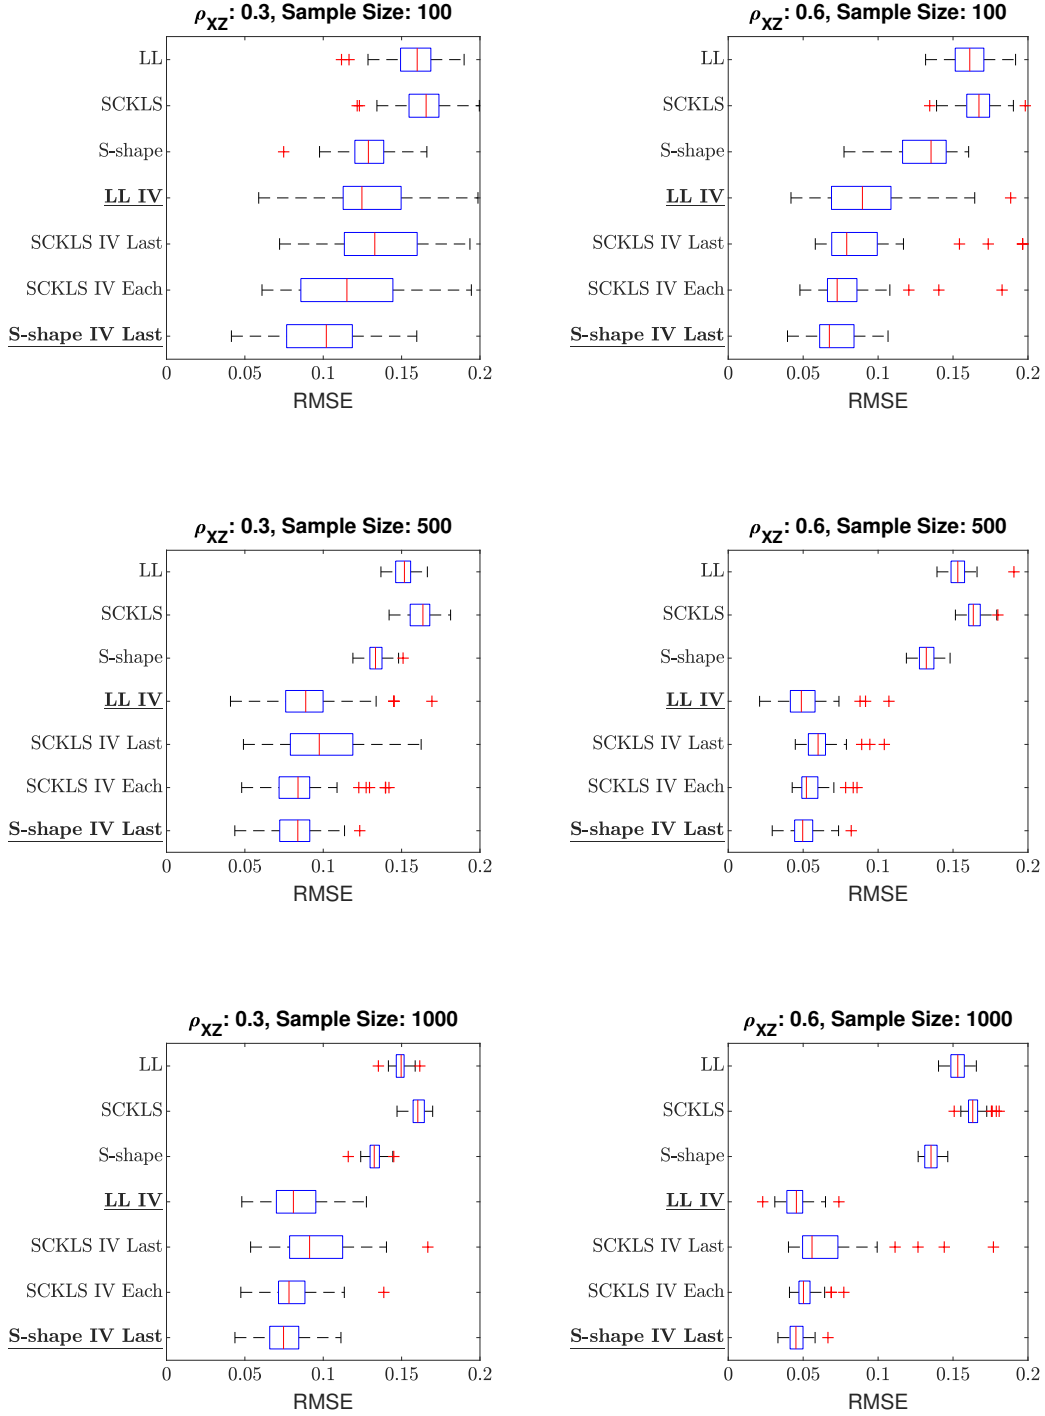 ρXZ: 0.3, Sample Size: 100
LL
SCKLS
S-shape
LL IV
SCKLS IV Last
SCKLS IV Each
S-shape IV Last
0 0.05 0.1 0.15 0.2
RMSE
ρXZ: 0.6, Sample Size: 100
LL
SCKLS
S-shape
LL IV
SCKLS IV Last
SCKLS IV Each
S-shape IV Last
0 0.05 0.1 0.15 0.2
RMSE
ρXZ: 0.3, Sample Size: 500
LL
SCKLS
S-shape
LL IV
SCKLS IV Last
SCKLS IV Each
S-shape IV Last
0 0.05 0.1 0.15 0.2
RMSE
ρXZ: 0.6, Sample Size: 500
LL
SCKLS
S-shape
LL IV
SCKLS IV Last
SCKLS IV Each
S-shape IV Last
0 0.05 0.1 0.15 0.2
RMSE
ρXZ: 0.3, Sample Size: 1000
LL
SCKLS
S-shape
LL IV
SCKLS IV Last
SCKLS IV Each
S-shape IV Last
0 0.05 0.1 0.15 0.2
RMSE
ρXZ: 0.6, Sample Size: 1000
LL
SCKLS
S-shape
LL IV
SCKLS IV Last
SCKLS IV Each
S-shape IV Last
0 0.05 0.1 0.15 0.2
RMSE